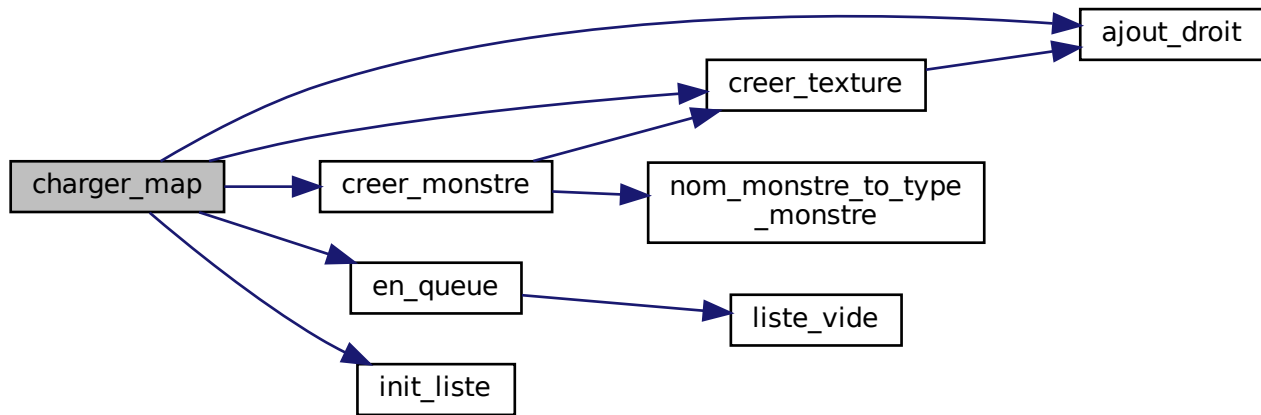 ajout_droit
creer_texture
charger_map
creer_monstre
nom_monstre_to_type
_monstre
en_queue
liste_vide
init_liste